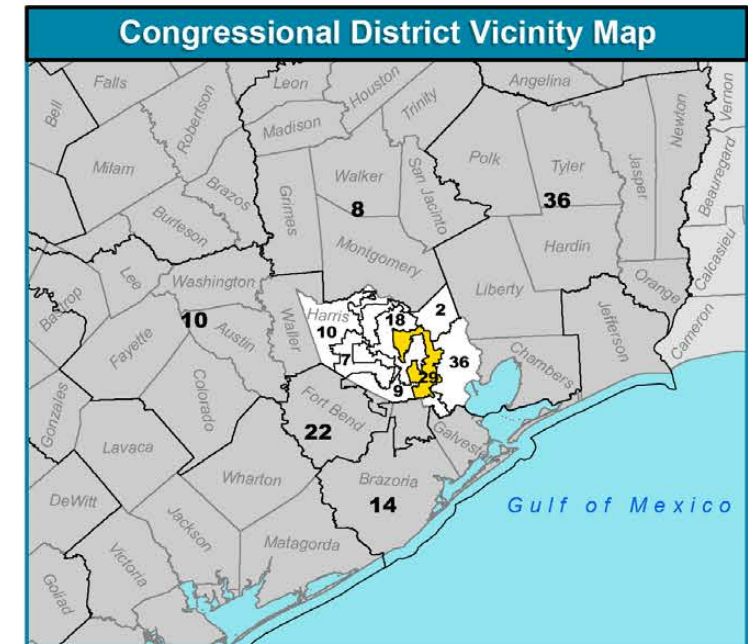 Congressional District Vicinity Map
Falls
Leon
Houston
Angelina
Vernon
Bell
Robertson
Madison
Trinity
Newton
Milam
Walker
Polk
Tyler
Jasper
Beauregard
Brazos
Grimes
8
San Jacinto
36
Burleson
Montgomery
Hardin
Calcasieu
Lee
Washington
Liberty
Orange
Bastrop
10
Harris
2
Jefferson
Cameron
Fayette
Austin
Waller
10
18
7
36
Chambers
29
9
Gonzales
Colorado
Fort Bend
22
Galveston
Lavaca
Wharton
Brazoria
14
Gulf of Mexico
DeWitt
Jackson
Matagorda
Victoria
Goliad